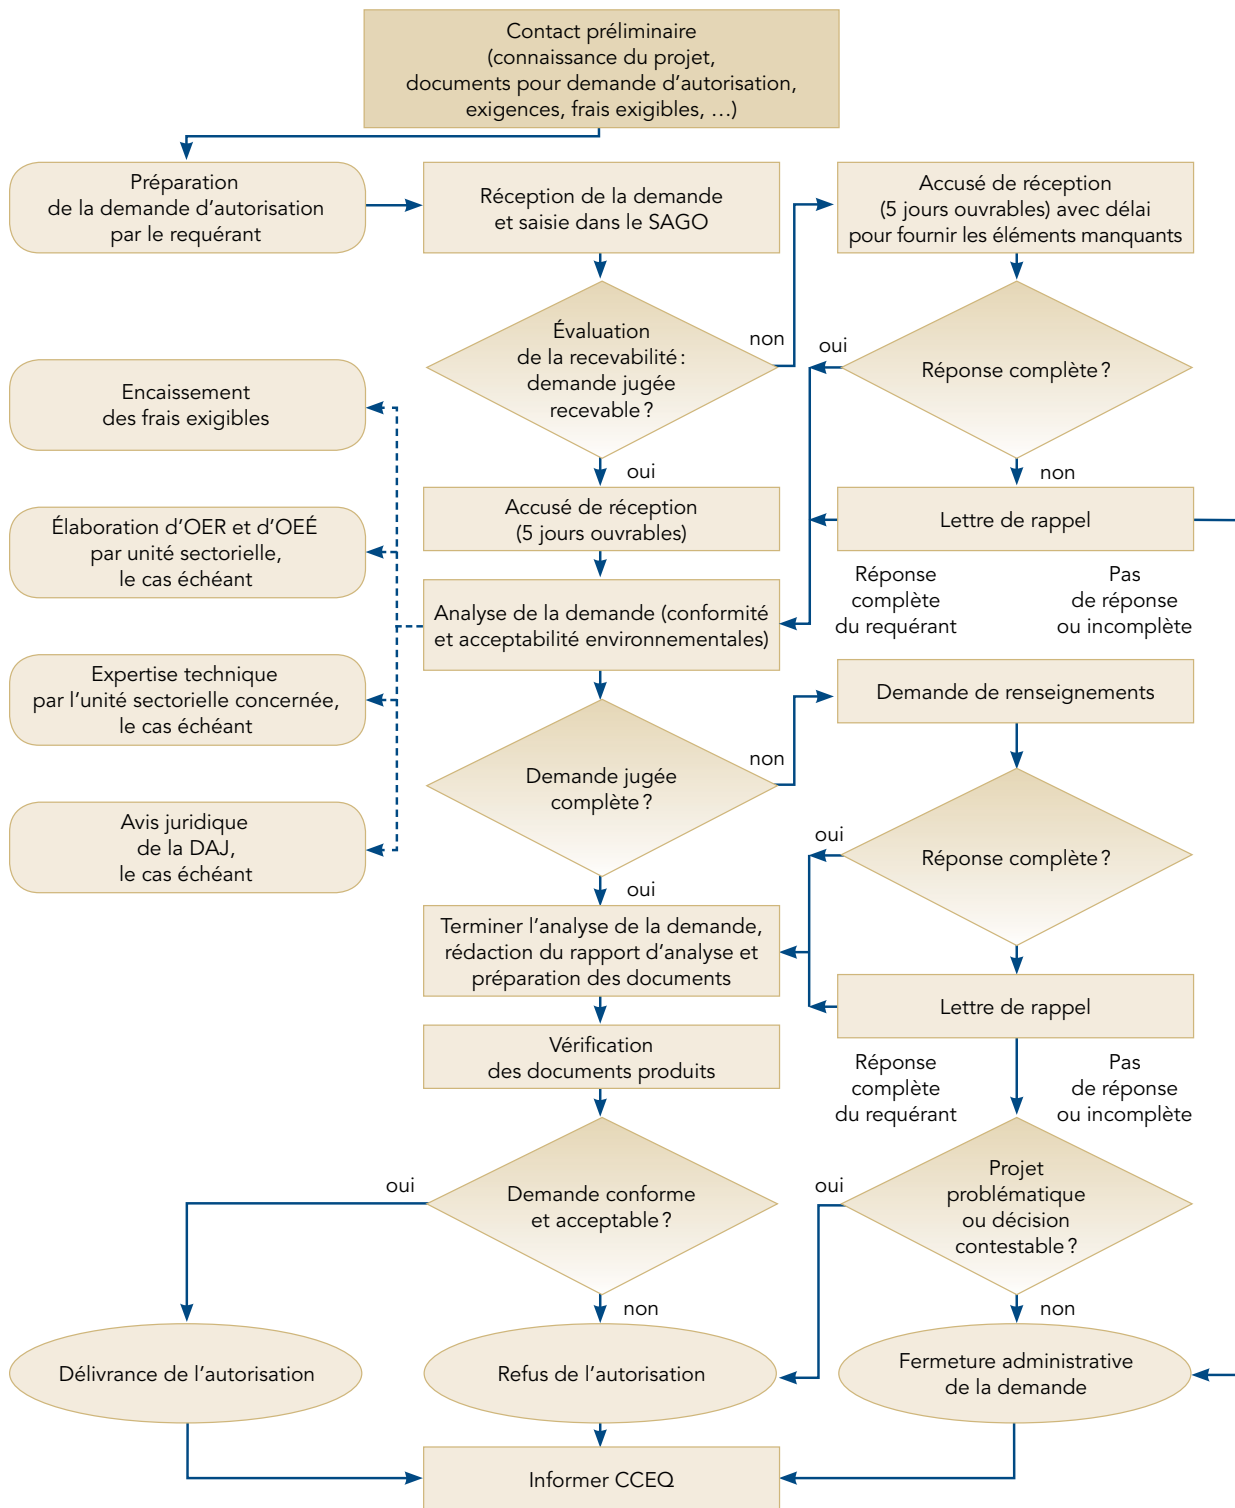 Contact préliminaire
(connaissance du projet,
documents pour demande d'autorisation,
exigences, frais exigibles, …)
Préparation
de la demande d'autorisation
par le requérant
Réception de la demande
et saisie dans le SAGO
Accusé de réception
(5 jours ouvrables) avec délai
pour fournir les éléments manquants
Évaluation
de la recevabilité :
demande jugée
recevable ?
non
oui
Réponse complète ?
Encaissement
des frais exigibles
oui
non
Élaboration d'OER et d'OEÉ
par unité sectorielle,
le cas échéant
Accusé de réception
(5 jours ouvrables)
Lettre de rappel
Réponse
complète
du requérant
Pas
de réponse
ou incomplète
Analyse de la demande (conformité
et acceptabilité environnementales)
Expertise technique
par l'unité sectorielle concernée,
le cas échéant
Demande de renseignements
Demande jugée
complète ?
non
Avis juridique
de la DAJ,
le cas échéant
oui
Réponse complète ?
oui
Terminer l'analyse de la demande,
rédaction du rapport d'analyse et
préparation des documents
Lettre de rappel
Vérification
des documents produits
Réponse
complète
du requérant
Pas
de réponse
ou incomplète
oui
Demande conforme
et acceptable ?
oui
Projet
problématique
ou décision
contestable ?
non
non
Délivrance de l'autorisation
Refus de l'autorisation
Fermeture administrative
de la demande
Informer CCEQ